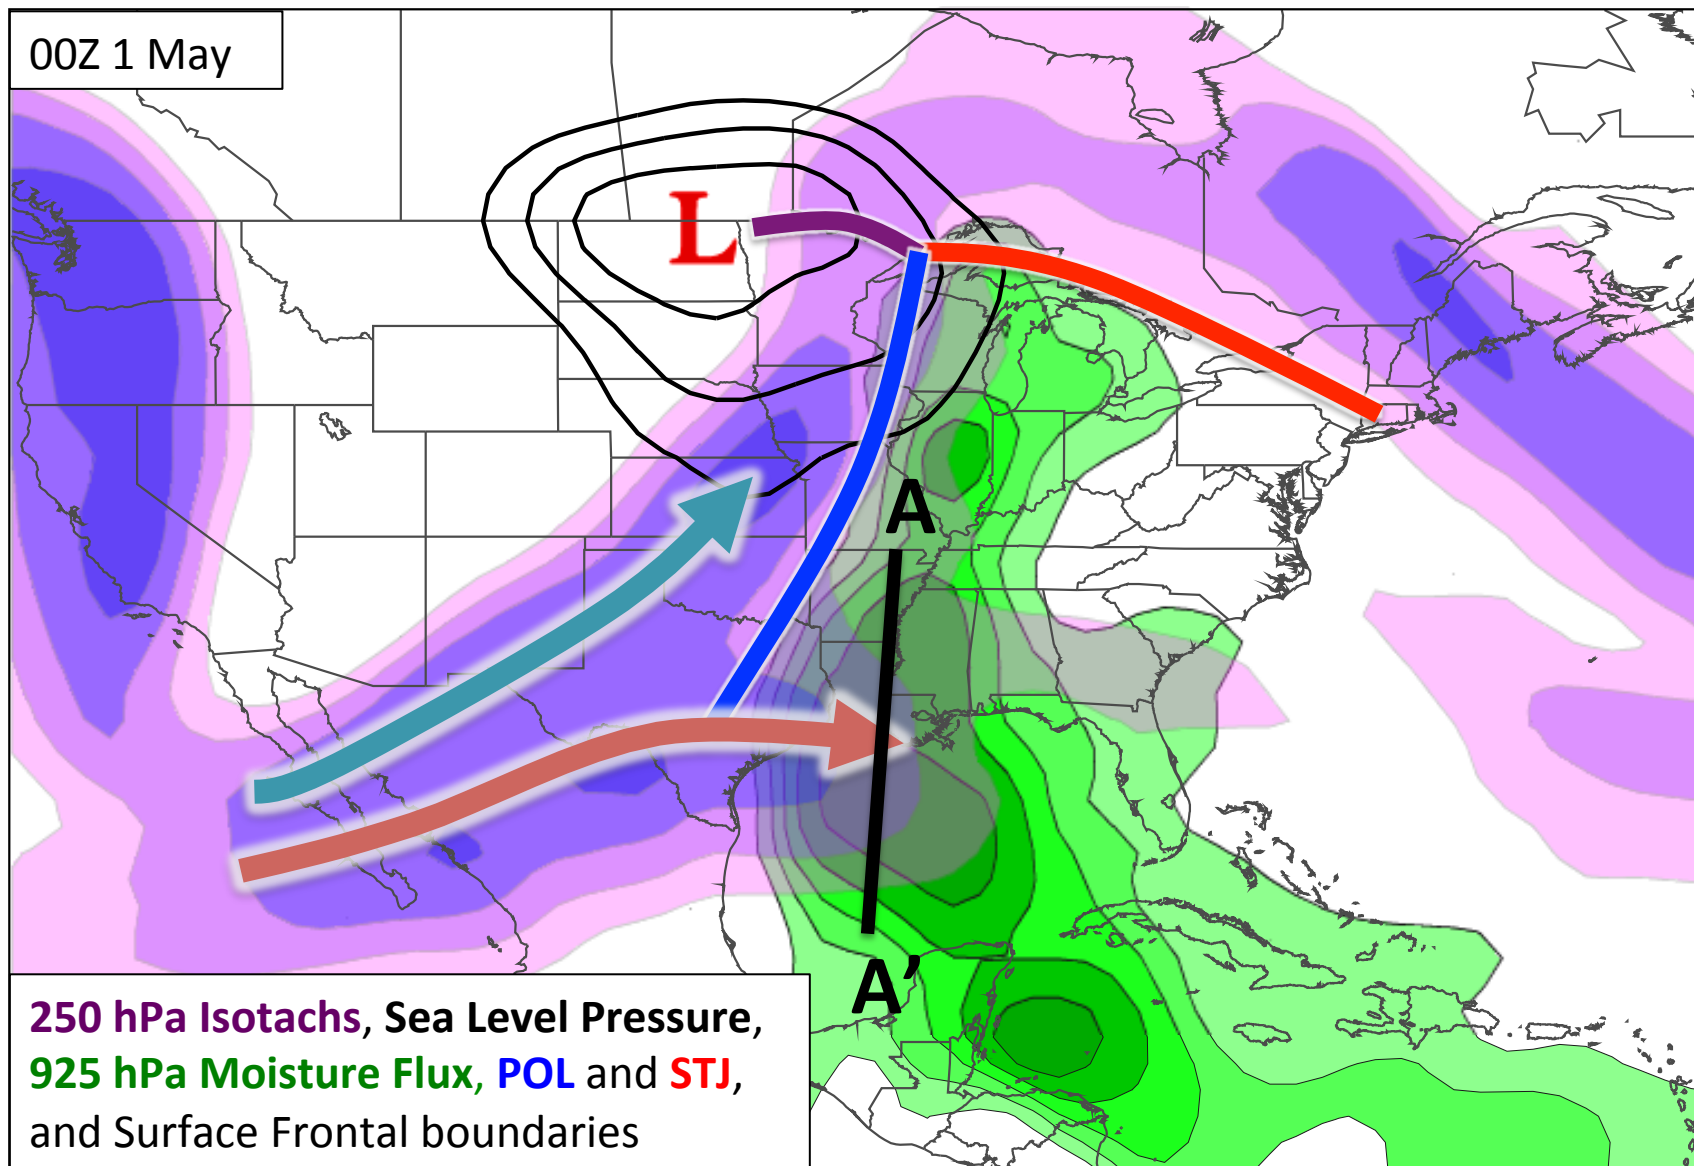 00Z 1 May
L
A
A’
250 hPa Isotachs, Sea Level Pressure,
925 hPa Moisture Flux, POL and STJ,
and Surface Frontal boundaries